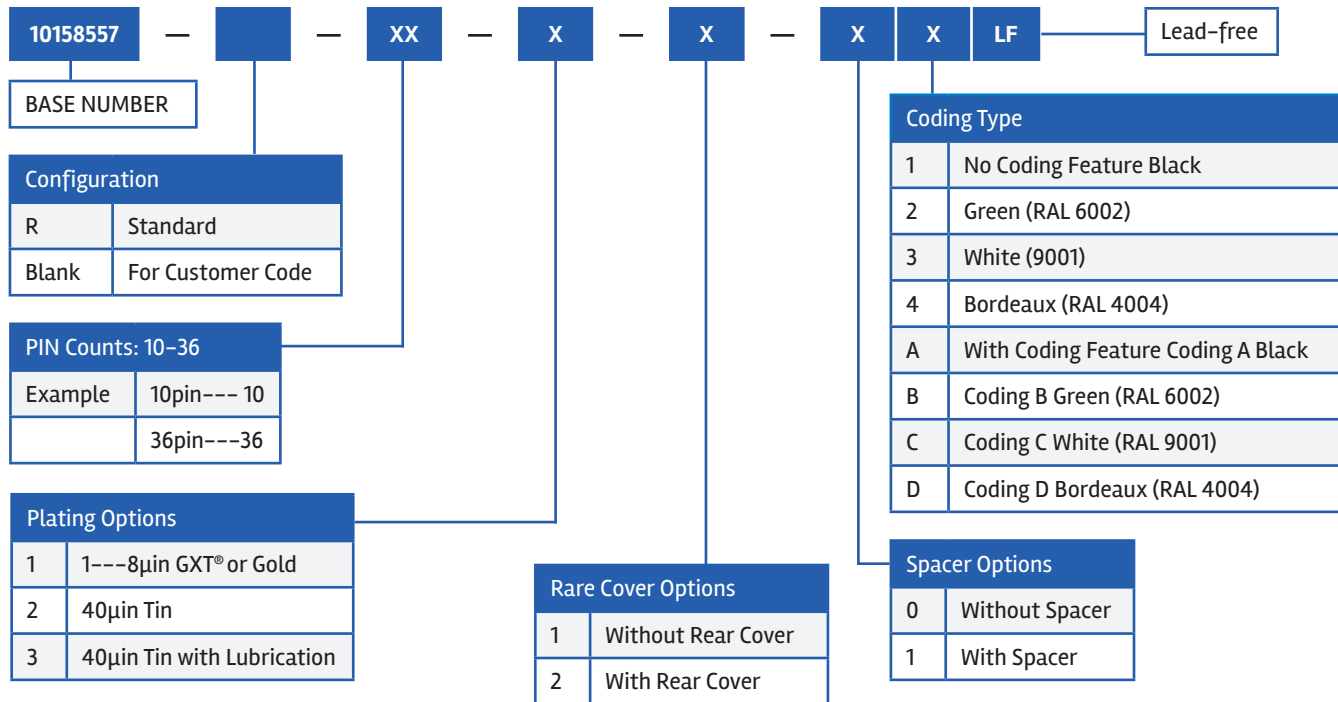 10158557 — — XX — X — X — X X LF Lead-free
BASE NUMBER
Configuration
R Standard
Blank For Customer Code
PIN Counts: 10-36
Example 10pin--- 10
36pin---36
Plating Options
1 1---8µin GXT® or Gold
2 40µin Tin
3 40µin Tin with Lubrication
Rare Cover Options
1 Without Rear Cover
2 With Rear Cover
Coding Type
1 No Coding Feature Black
2 Green (RAL 6002)
3 White (9001)
4 Bordeaux (RAL 4004)
A With Coding Feature Coding A Black
B Coding B Green (RAL 6002)
C Coding C White (RAL 9001)
D Coding D Bordeaux (RAL 4004)
Spacer Options
0 Without Spacer
1 With Spacer